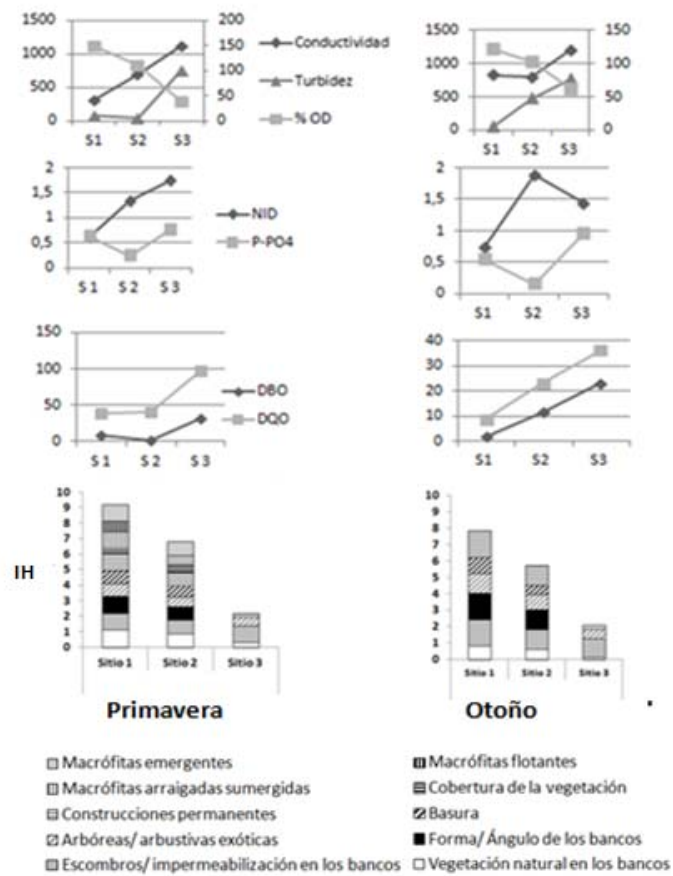 1500
1000
500
0
200
150
100
50
0
S1 S2 S3
Conductividad
Turbidez
% OD
1500
1000
500
0
150
100
50
0
S1 S2 S3
2
1,5
1
0,5
0
S 1 S 2 S 3
NID
P-PO4
2
1,5
1
0,5
0
S1 S2 S3
150
100
50
0
S 1 S 2 S 3
DBO
DQO
40
30
20
10
0
S1 S2 S3
IH
10
9
8
7
6
5
4
3
2
1
0
Sitio 1 Sitio 2 Sitio 3
Primavera
10
9
8
7
6
5
4
3
2
1
0
Sitio 1 Sitio 2 Sitio 3
Otoño
Macrófitas emergentes
Macrófitas flotantes
Macrófitas arraigadas sumergidas
Cobertura de la vegetación
Construcciones permanentes
Basura
Arbóreas/ arbustivas exóticas
Forma/ Ángulo de los bancos
Escombros/ impermeabilización en los bancos
Vegetación natural en los bancos